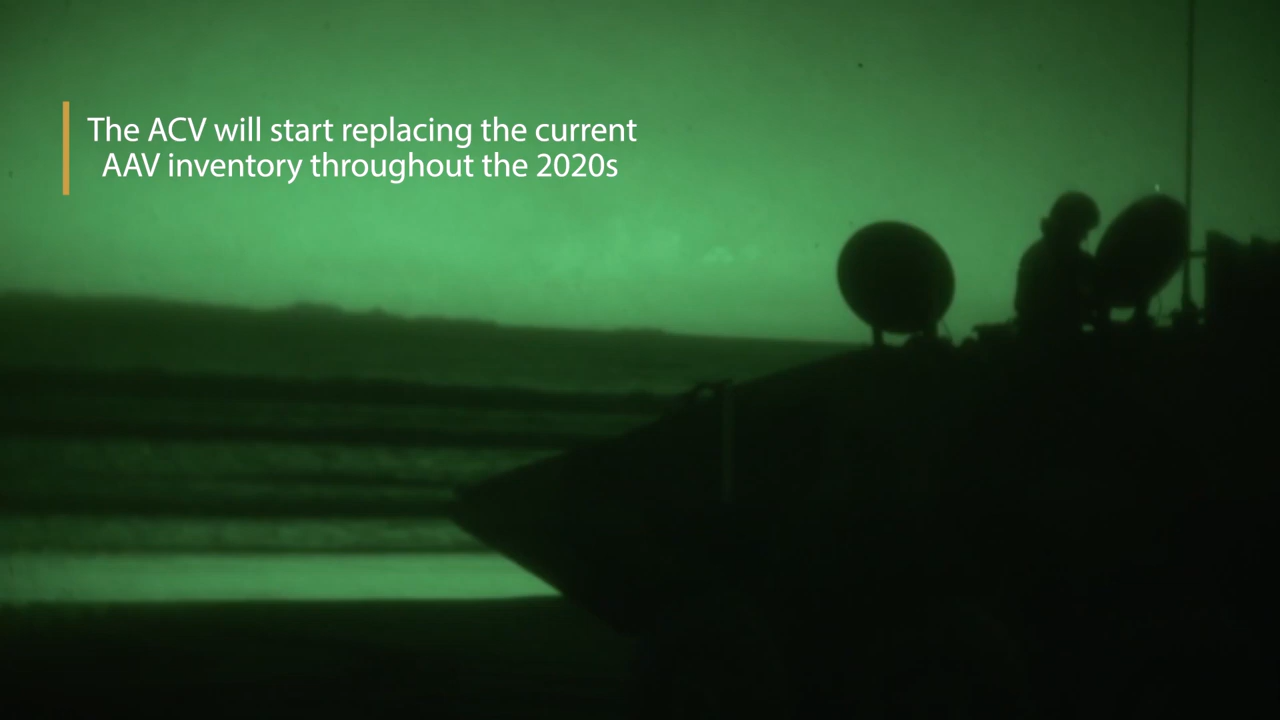 The ACV will start replacing the current
AAV inventory throughout the 2020s